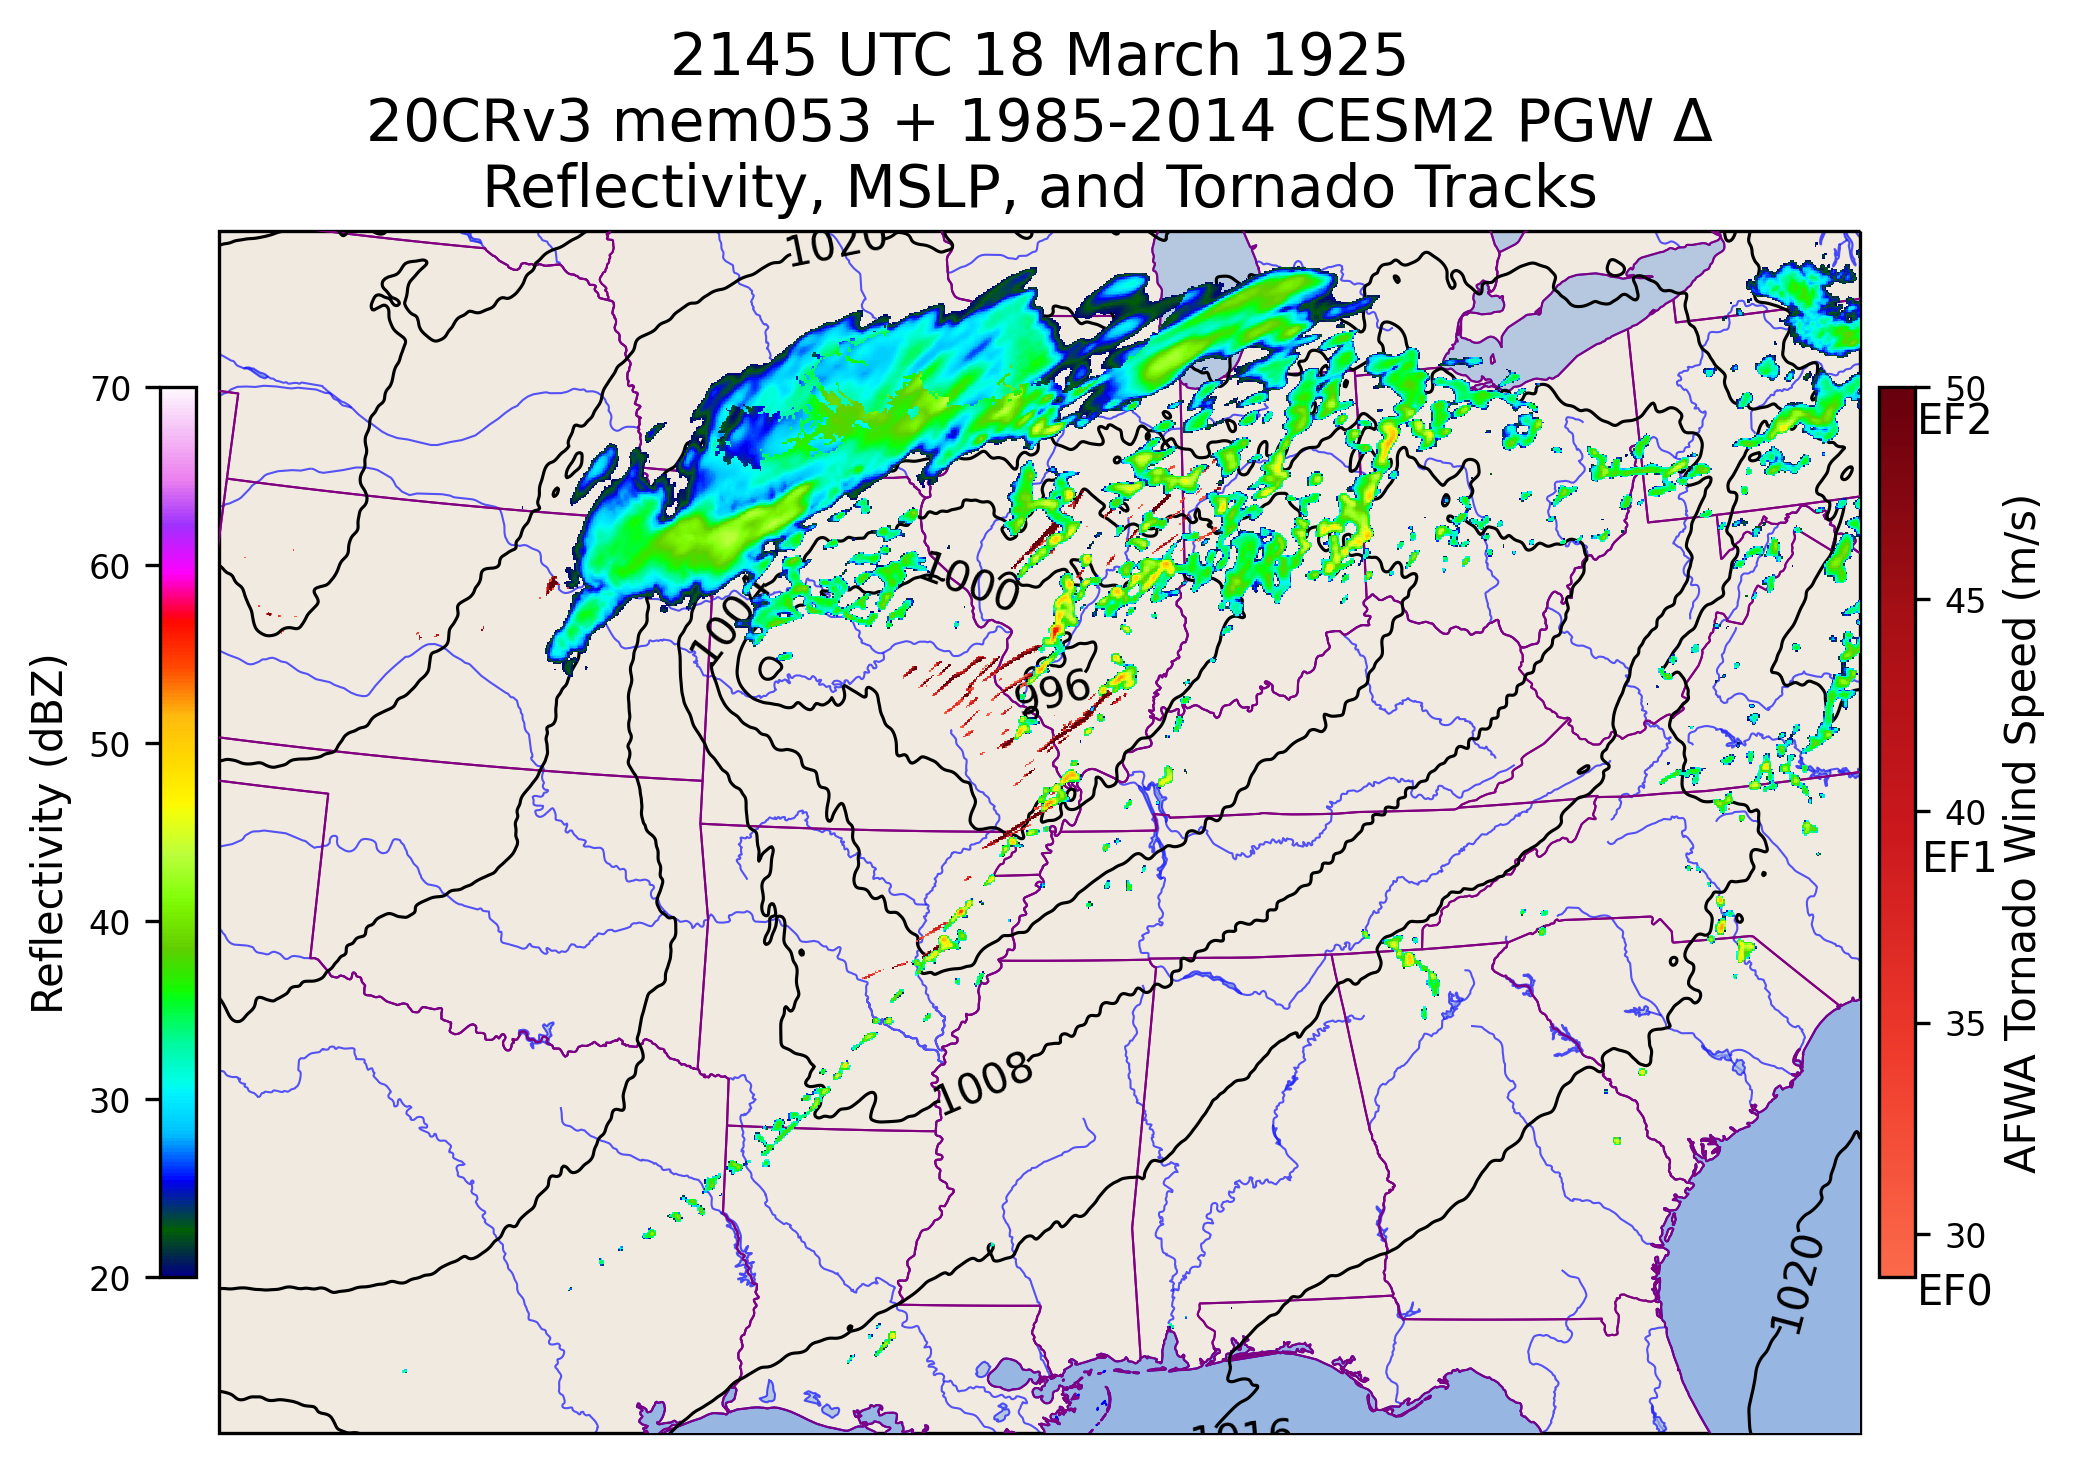 2145 UTC 18 March 1925
20CRv3 mem053 + 1985-2014 CESM2 PGW Δ
Reflectivity, MSLP, and Tornado Tracks
1020
1000
1004
996
1008
1020
1016
70
60
50
40
30
20
Reflectivity (dBZ)
50
EF2
45
40
EF1
35
30
EF0
AFWA Tornado Wind Speed (m/s)